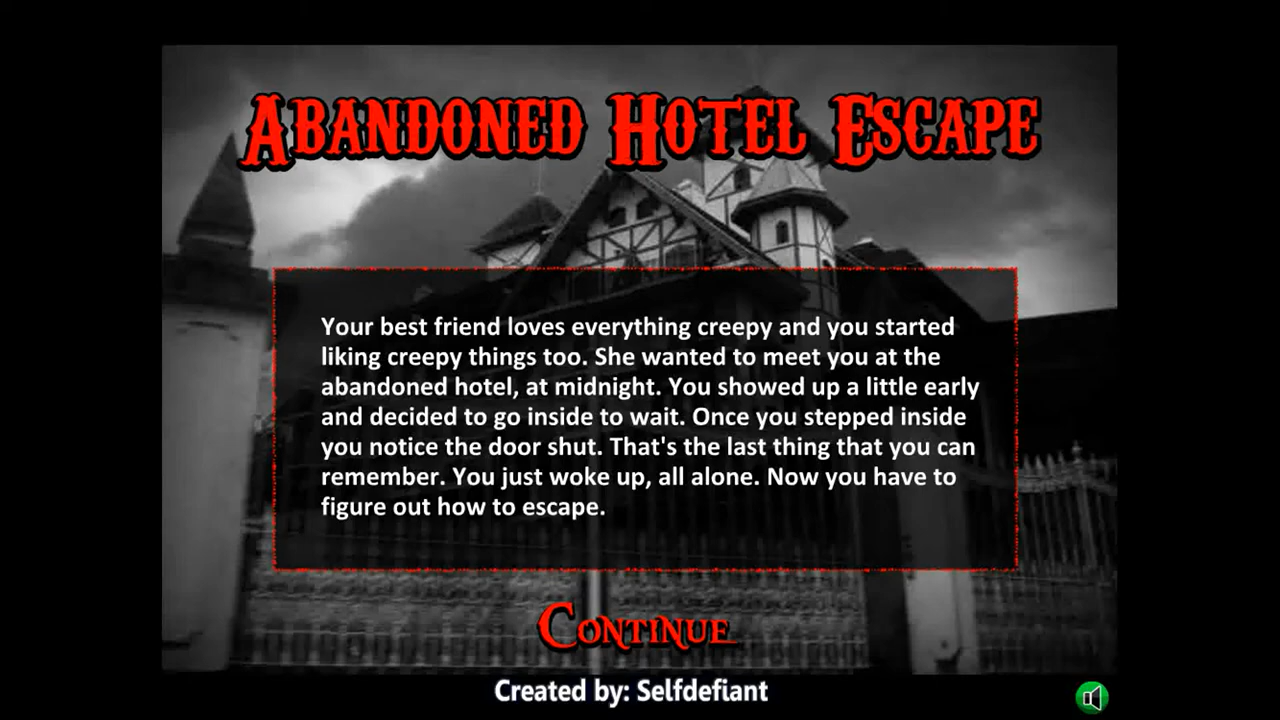 Abandoned Hotel Escape
Your best friend loves everything creepy and you started
liking creepy things too. She wanted to meet you at the
abandoned hotel, at midnight. You showed up a little early
and decided to go inside to wait. Once you stepped inside
you notice the door shut. That's the last thing that you can
remember. You just woke up, all alone. Now you have to
figure out how to escape.
Continue
Created by: Selfdefiant